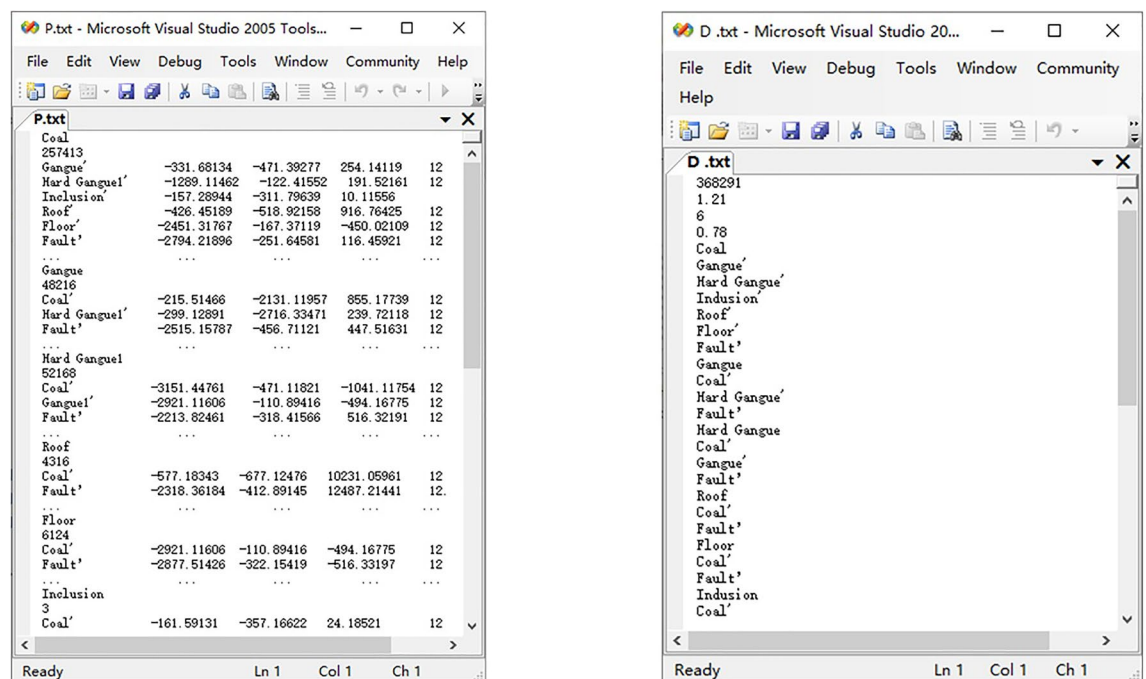 P.txt - Microsoft Visual Studio 2005 Tools...
File Edit View Debug Tools Window Community Help
P.txt
Coal
257413
Gangue' -331.68134 -471.39277 254.14119 12
Hard Gangue1' -1289.11462 -122.41552 191.52161 12
Inclusion' -157.28944 -311.79639 10.11556
Roof' -426.45189 -518.92158 916.76425 12
Floor' -2451.31767 -167.37119 -450.02109 12
Fault' -2794.21896 -251.64581 116.45921 12
... ... ... ... ...
Gangue
48216
Coal' -215.51466 -2131.11957 855.17739 12
Hard Gangue1' -299.12891 -2716.33471 239.72118 12
Fault' -2515.15787 -456.71121 447.51631 12
... ... ... ... ...
Hard Gangue1
52168
Coal' -3151.44761 -471.11821 -1041.11754 12
Gangue1' -2921.11606 -110.89416 -494.16775 12
Fault' -2213.82461 -318.41566 516.32191 12
... ... ... ... ...
Roof
4316
Coal' -577.18343 -677.12476 10231.05961 12
Fault' -2318.36184 -412.89145 12487.21441 12.
... ... ... ... ...
Floor
6124
Coal' -2921.11606 -110.89416 -494.16775 12
Fault' -2877.51426 -322.15419 -516.33197 12
... ... ... ... ...
Inclusion
3
Coal' -161.59131 -357.16622 24.18521 12
Ready Ln 1 Col 1 Ch 1
D .txt - Microsoft Visual Studio 20...
File Edit View Debug Tools Window Community
Help
D .txt
368291
1.21
6
0.78
Coal
Gangue'
Hard Gangue'
Indusion'
Roof'
Floor'
Fault'
Gangue
Coal'
Hard Gangue'
Fault'
Hard Gangue
Coal'
Gangue'
Fault'
Roof
Coal'
Fault'
Floor
Coal'
Fault'
Indusion
Coal'
Ready Ln 1 Col 1 Ch 1